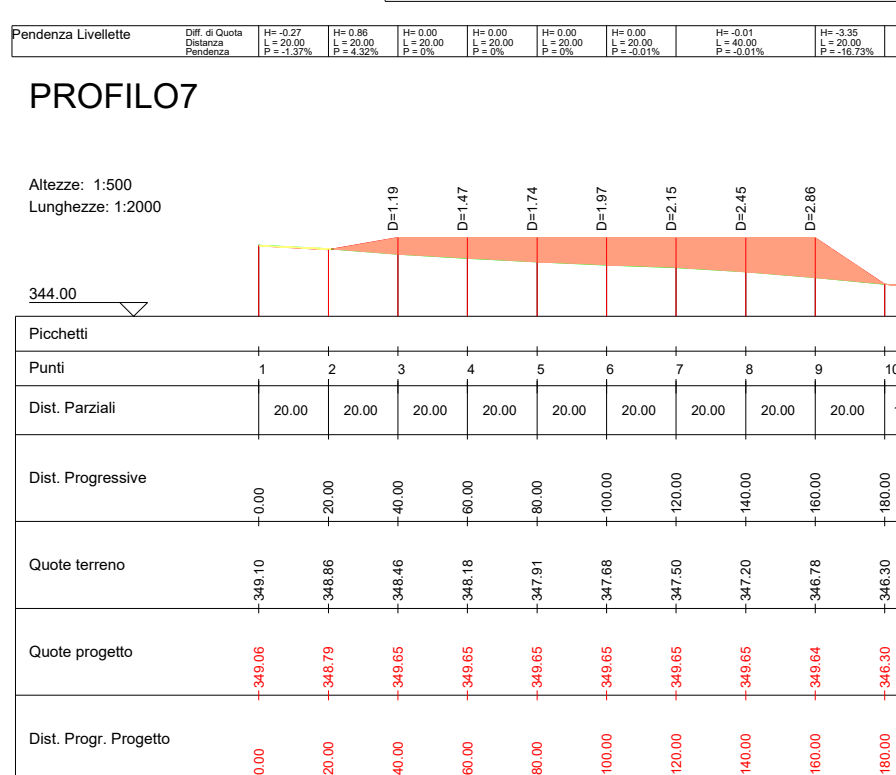 Pendenza Livellette
Diff. di Quota H= -0.27 H= 0.86 H= 0.00 H= 0.00 H= 0.00 H= 0.00 H= -0.01 H= -3.35
Distanza L = 20.00 L = 20.00 L = 20.00 L = 20.00 L = 20.00 L = 20.00 L = 40.00 L = 20.00
Pendenza P = -1.37% P = 4.32% P = 0% P = 0% P = 0% P = -0.01% P = -0.01% P = -16.73%
PROFILO7
Altezze: 1:500
Lunghezze: 1:2000
D=1.19 D=1.47 D=1.74 D=1.97 D=2.15 D=2.45 D=2.86
344.00
Picchetti
Punti 1 2 3 4 5 6 7 8 9 10
Dist. Parziali 20.00 20.00 20.00 20.00 20.00 20.00 20.00 20.00 20.00
Dist. Progressive 0.00 20.00 40.00 60.00 80.00 100.00 120.00 140.00 160.00 180.00
Quote terreno 349.10 348.86 348.46 348.18 347.91 347.68 347.50 347.20 346.78 346.30
Quote progetto 349.06 348.79 349.65 349.65 349.65 349.65 349.65 349.65 349.64 346.30
Dist. Progr. Progetto 0.00 20.00 40.00 60.00 80.00 100.00 120.00 140.00 160.00 180.00